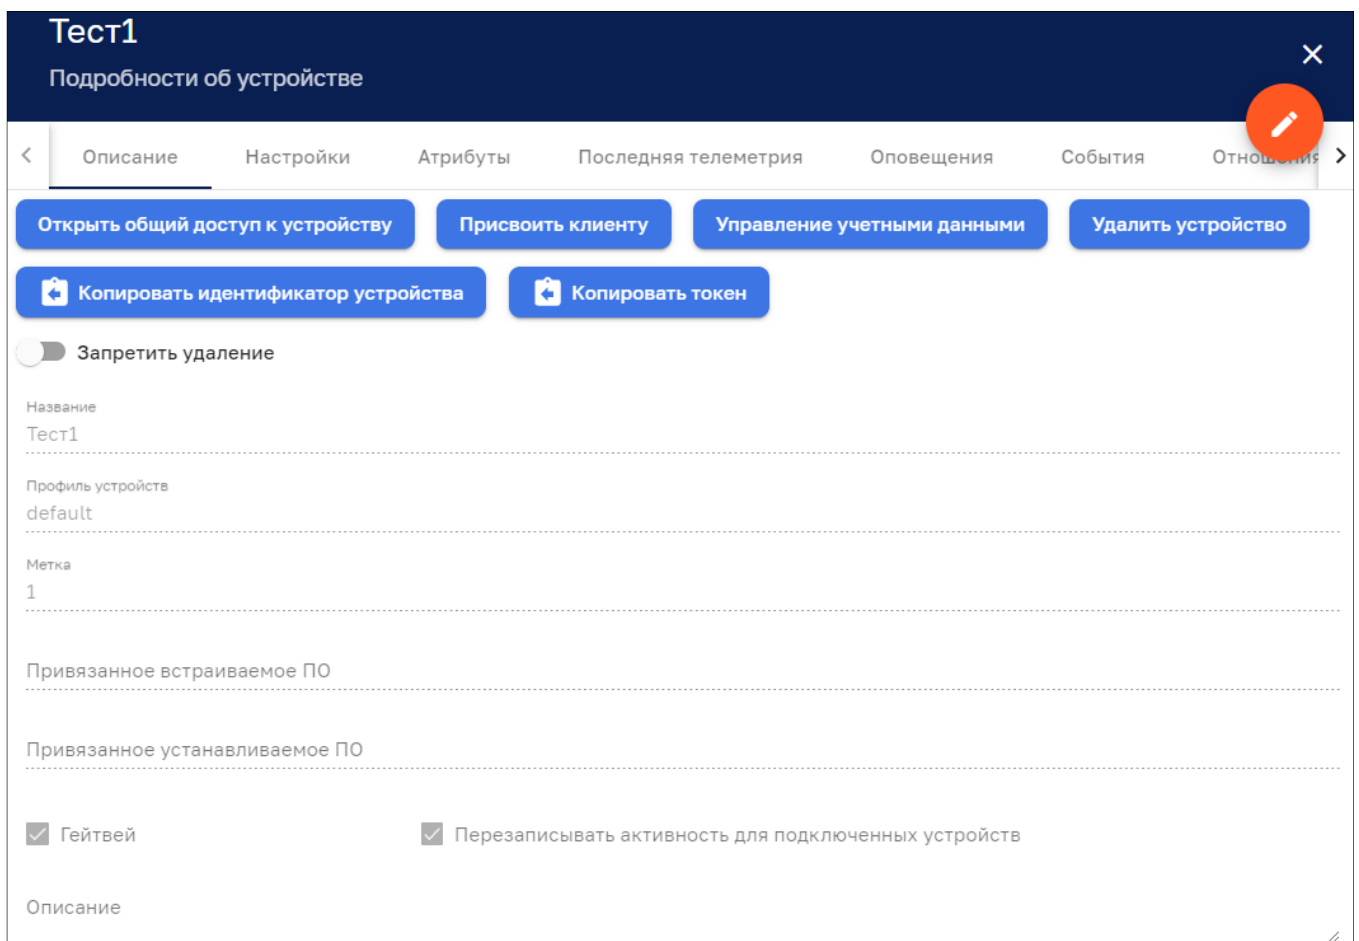 Тест1
Подробности об устройстве
Описание Настройки Атрибуты Последняя телеметрия Оповещения События Отношения
Открыть общий доступ к устройству Присвоить клиенту Управление учетными данными Удалить устройство
Копировать идентификатор устройства Копировать токен
Запретить удаление
Название
Тест1
Профиль устройств
default
Метка
1
Привязанное встраиваемое ПО
Привязанное устанавливаемое ПО
Гейтвей Перезаписывать активность для подключенных устройств
Описание